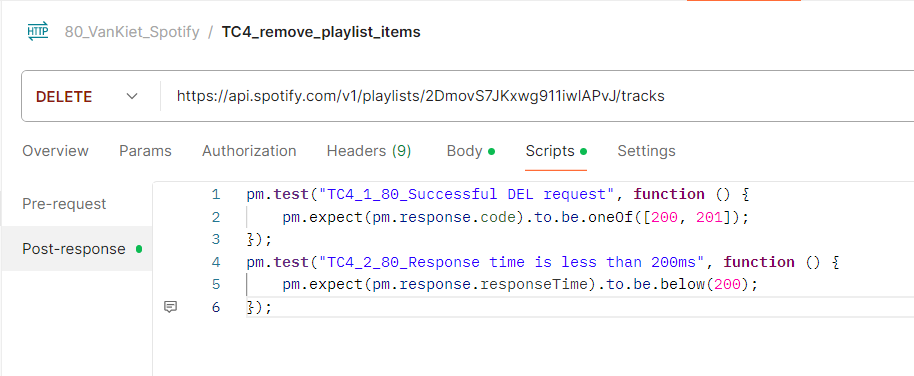 HTTP 80_VanKiet_Spotify / TC4_remove_playlist_items
DELETE https://api.spotify.com/v1/playlists/2DmovS7JKxwg911iwIAPvJ/tracks
Overview Params Authorization Headers (9) Body Scripts Settings
Pre-request
Post-response
1 pm.test("TC4_1_80_Successful DEL request", function () {
2 pm.expect(pm.response.code).to.be.oneOf([200, 201]);
3 });
4 pm.test("TC4_2_80_Response time is less than 200ms", function () {
5 pm.expect(pm.response.responseTime).to.be.below(200);
6 });